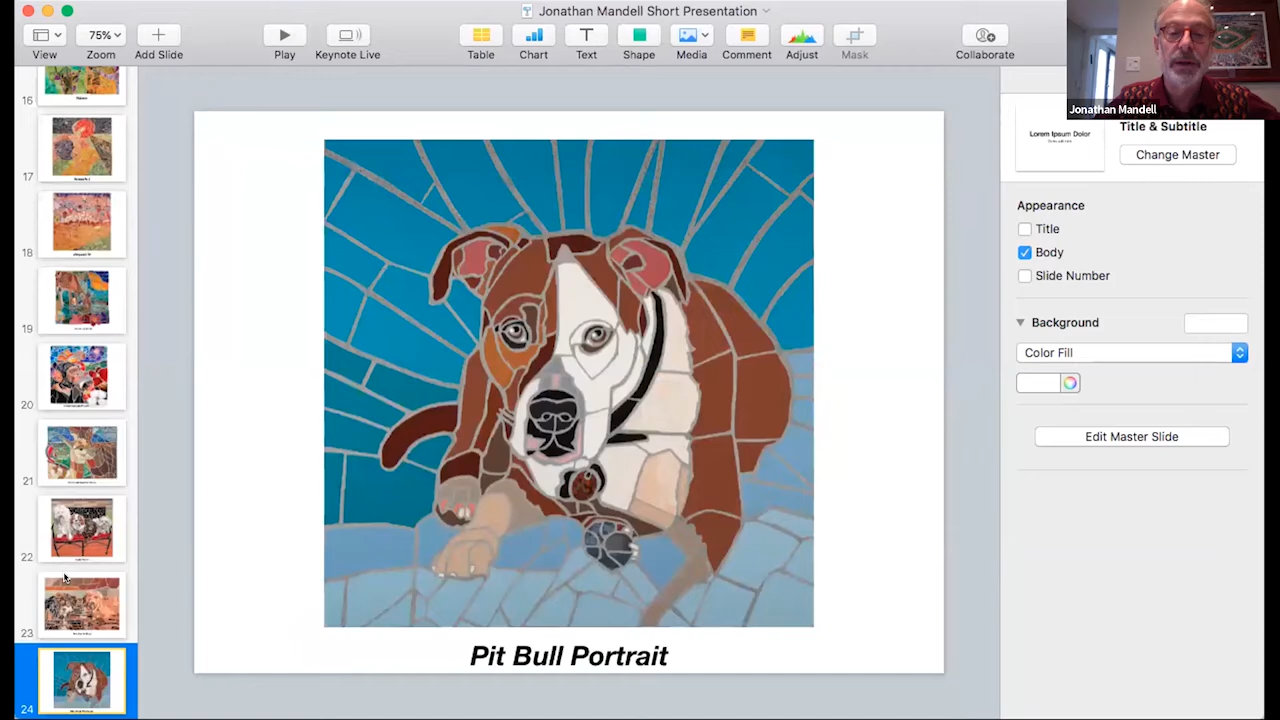 Jonathan Mandell Short Presentation
View
75%
Zoom
Add Slide
Play
Keynote Live
Table
Chart
Text
Shape
Media
Comment
Adjust
Mask
Collaborate
Jonathan Mandell
Lorem Ipsum Dolor
Title & Subtitle
Change Master
Appearance
Title
Body
Slide Number
Background
Color Fill
Edit Master Slide
16
17
18
19
20
21
22
23
24
Pit Bull Portrait